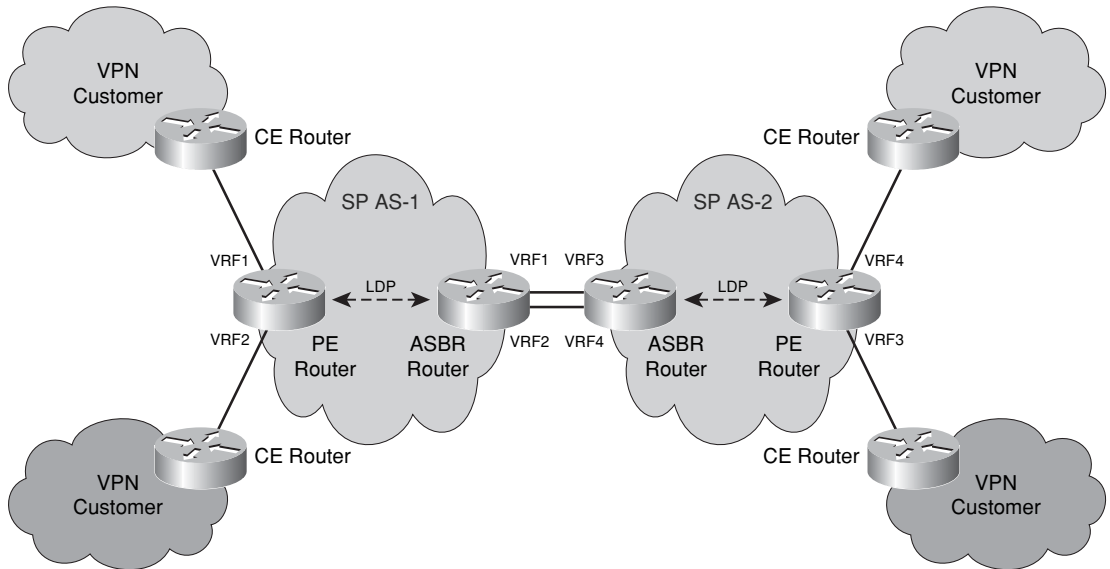 VPN
Customer
VPN
Customer
CE Router
CE Router
SP AS-1
SP AS-2
VRF1
VRF1
VRF3
VRF4
LDP
LDP
VRF2
VRF2
VRF4
VRF3
PE
Router
ASBR
Router
ASBR
Router
PE
Router
CE Router
CE Router
VPN
Customer
VPN
Customer